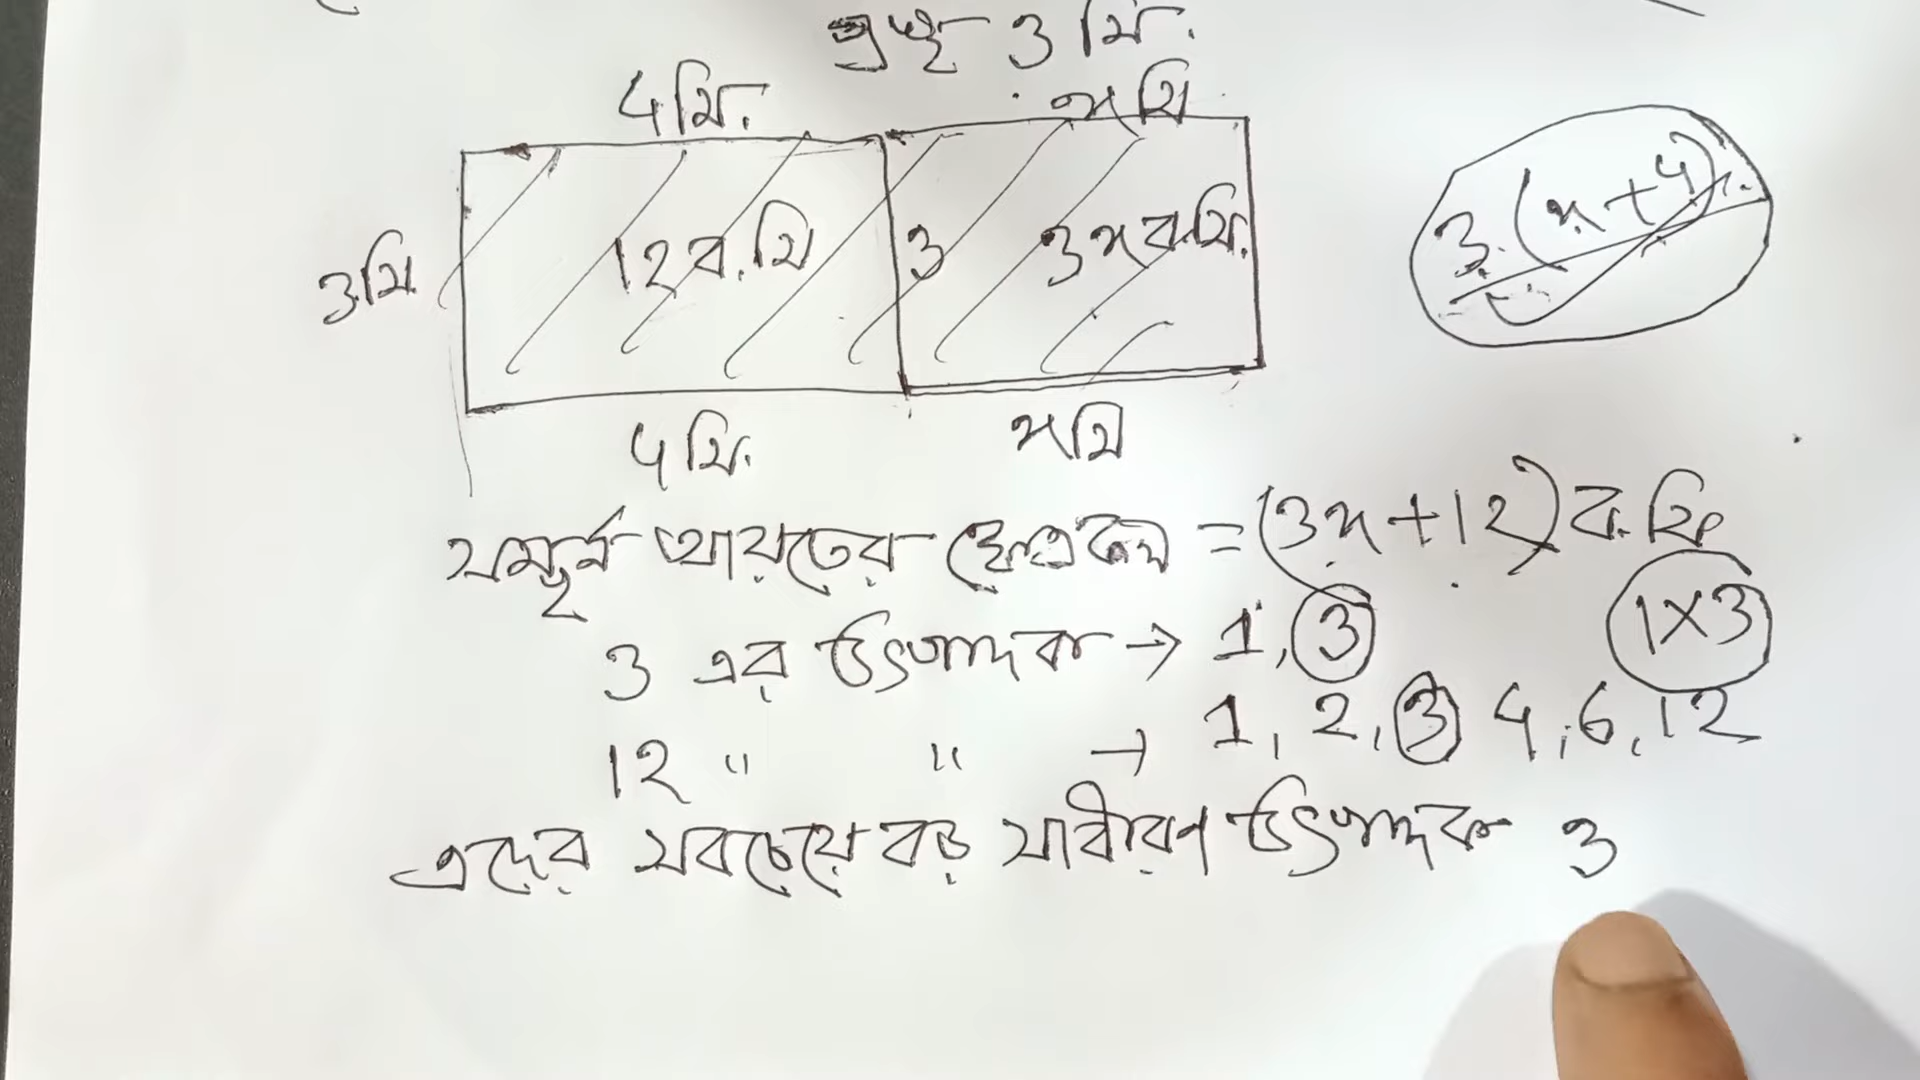 প্রস্থ 3 মি.
4 মি. x মি
3 মি. 12 ব.মি 3 3x ব.মি. 3.(x+4)
4 মি. x মি
সম্পূর্ন আয়তের ক্ষেত্রফল = (3x+12) ব.মি
3 এর উৎপাদক → 1, 3 1×3
12 " " → 1, 2, 3 4, 6, 12
এদের সবচেয়ে বড় সাধারণ উৎপাদক 3